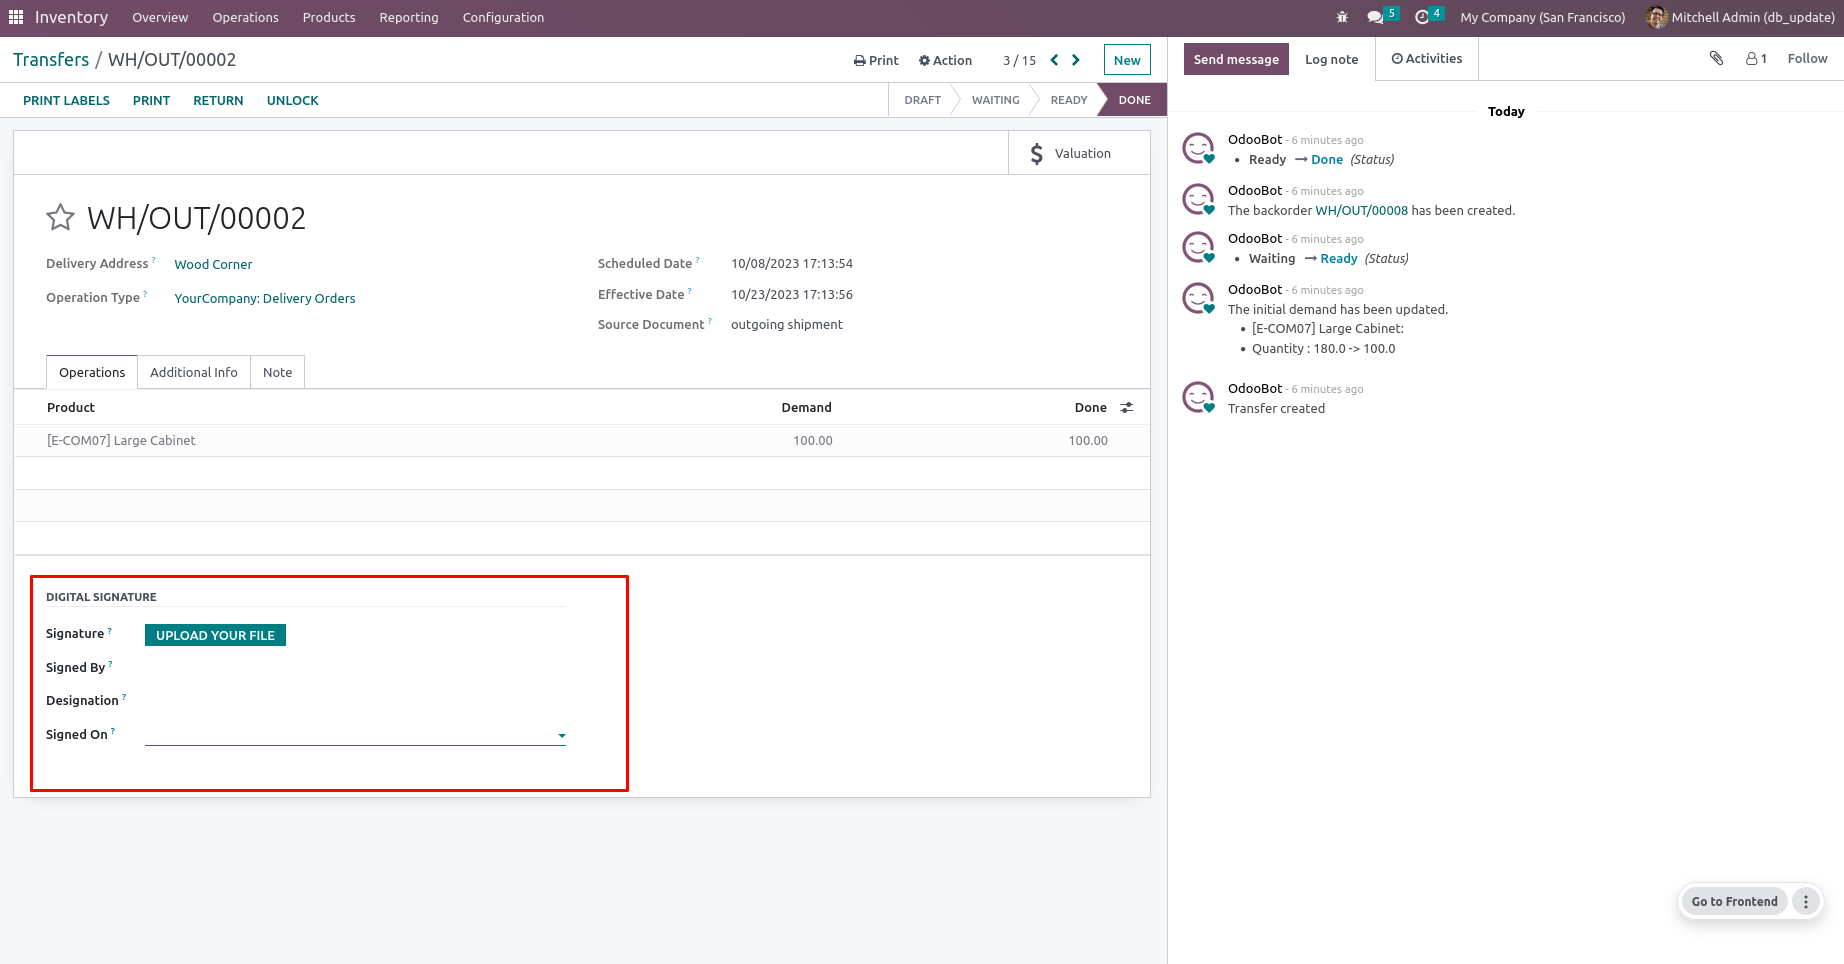 Inventory Overview Operations Products Reporting Configuration 5 4 My Company (San Francisco) Mitchell Admin (db_update)
Transfers / WH/OUT/00002 Print Action 3 / 15 New
PRINT LABELS PRINT RETURN UNLOCK DRAFT WAITING READY DONE
$ Valuation
WH/OUT/00002
Delivery Address ? Wood Corner
Operation Type ? YourCompany: Delivery Orders
Scheduled Date ? 10/08/2023 17:13:54
Effective Date ? 10/23/2023 17:13:56
Source Document ? outgoing shipment
Operations Additional Info Note
Product Demand Done
[E-COM07] Large Cabinet 100.00 100.00
DIGITAL SIGNATURE
Signature ? UPLOAD YOUR FILE
Signed By ?
Designation ?
Signed On ?
Send message Log note Activities 1 Follow
Today
OdooBot - 6 minutes ago
• Ready → Done (Status)
OdooBot - 6 minutes ago
The backorder WH/OUT/00008 has been created.
OdooBot - 6 minutes ago
• Waiting → Ready (Status)
OdooBot - 6 minutes ago
The initial demand has been updated.
• [E-COM07] Large Cabinet:
• Quantity : 180.0 -> 100.0
OdooBot - 6 minutes ago
Transfer created
Go to Frontend